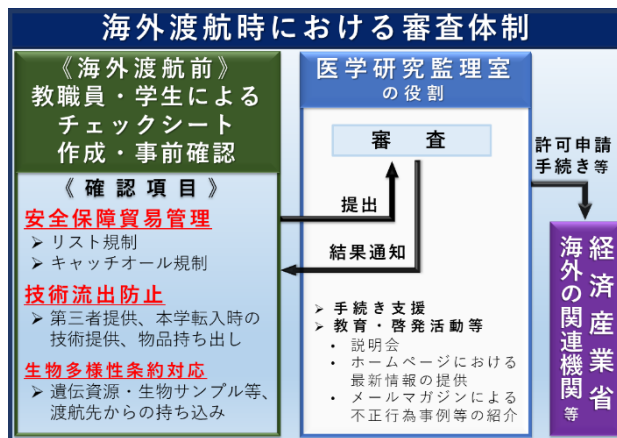 海外渡航時における審査体制
《海外渡航前》
教職員・学生による
チェックシート
作成・事前確認
《確認項目》
安全保障貿易管理
➢ リスト規制
➢ キャッチオール規制
技術流出防止
➢ 第三者提供、本学転入時の
技術提供、物品持ち出し
生物多様性条約対応
➢ 遺伝資源・生物サンプル等、
渡航先からの持ち込み
医学研究監理室
の役割
審査
提出
結果通知
➢ 手続き支援
➢ 教育・啓発活動等
• 説明会
• ホームページにおける
最新情報の提供
• メールマガジンによる
不正行為事例等の紹介
許可申請
手続き等
経済産業省
海外の関連機関等